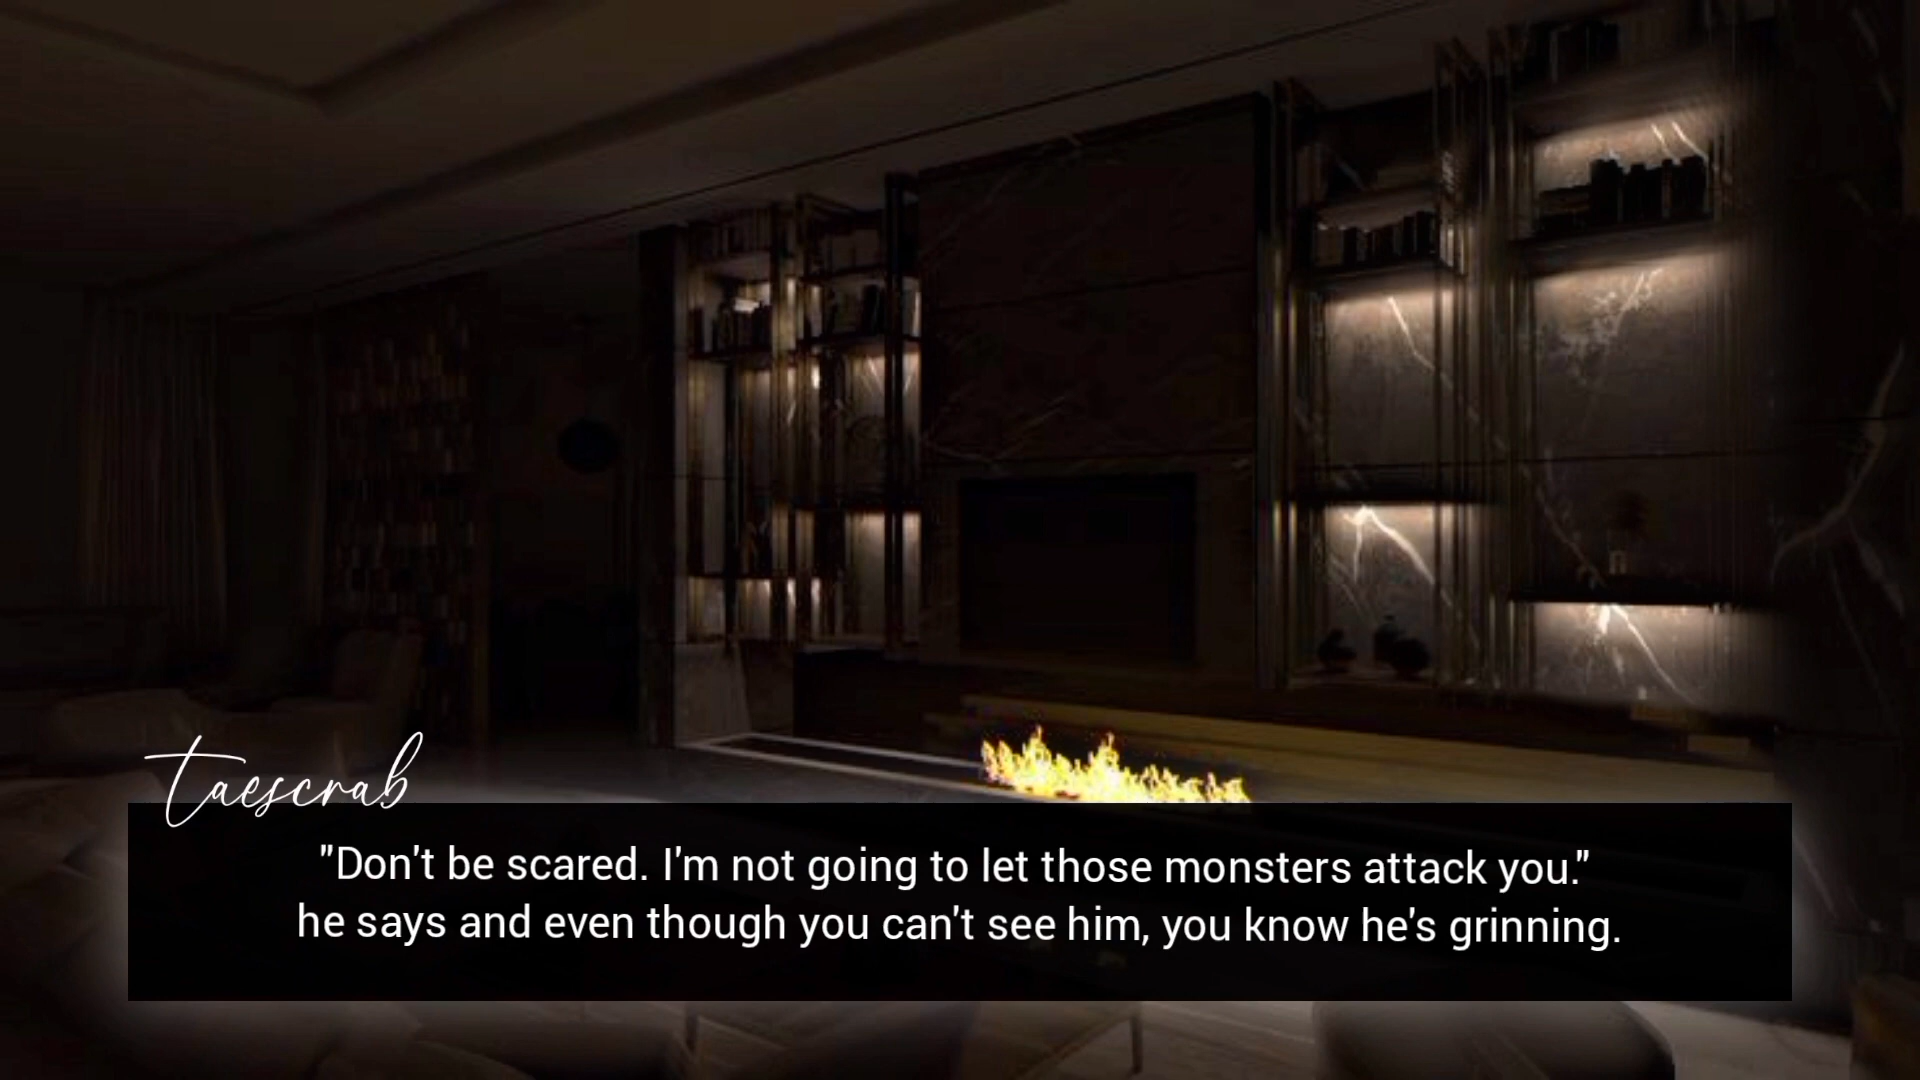 taescrab
"Don't be scared. I'm not going to let those monsters attack you."
he says and even though you can't see him, you know he's grinning.